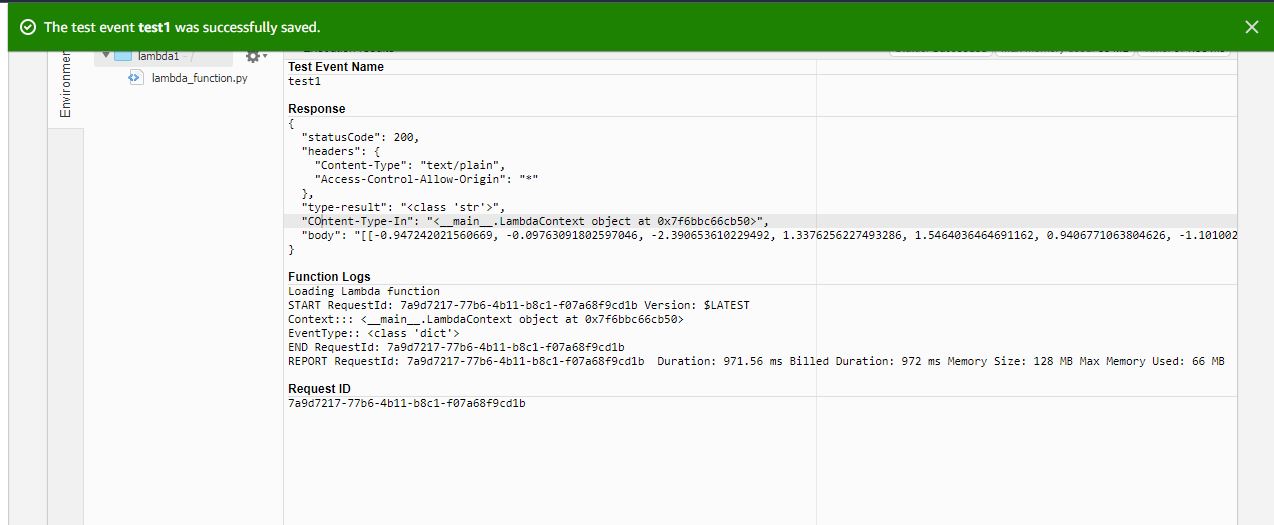 The test event test1 was successfully saved.
Environmen
lambda1 - /
lambda_function.py
Test Event Name
test1
Response
{
"statusCode": 200,
"headers": {
"Content-Type": "text/plain",
"Access-Control-Allow-Origin": "*"
},
"type-result": "<class 'str'>",
"COntent-Type-In": "<__main__.LambdaContext object at 0x7f6bbc66cb50>",
"body": "[[-0.947242021560669, -0.09763091802597046, -2.390653610229492, 1.3376256227493286, 1.5464036464691162, 0.9406771063804626, -1.101002
}
Function Logs
Loading Lambda function
START RequestId: 7a9d7217-77b6-4b11-b8c1-f07a68f9cd1b Version: $LATEST
Context::: <__main__.LambdaContext object at 0x7f6bbc66cb50>
EventType:: <class 'dict'>
END RequestId: 7a9d7217-77b6-4b11-b8c1-f07a68f9cd1b
REPORT RequestId: 7a9d7217-77b6-4b11-b8c1-f07a68f9cd1b Duration: 971.56 ms Billed Duration: 972 ms Memory Size: 128 MB Max Memory Used: 66 MB
Request ID
7a9d7217-77b6-4b11-b8c1-f07a68f9cd1b